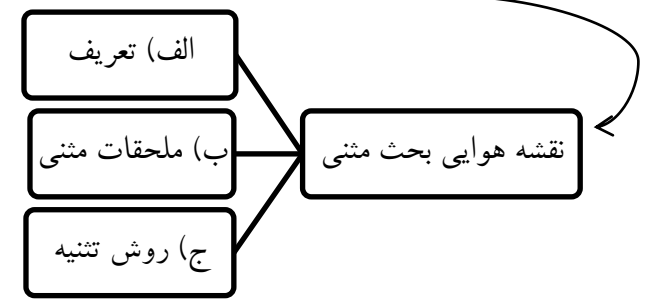 نقشه هوایی بحث مثنی
الف) تعریف
ب) ملحقات مثنی
ج) روش تثنیه